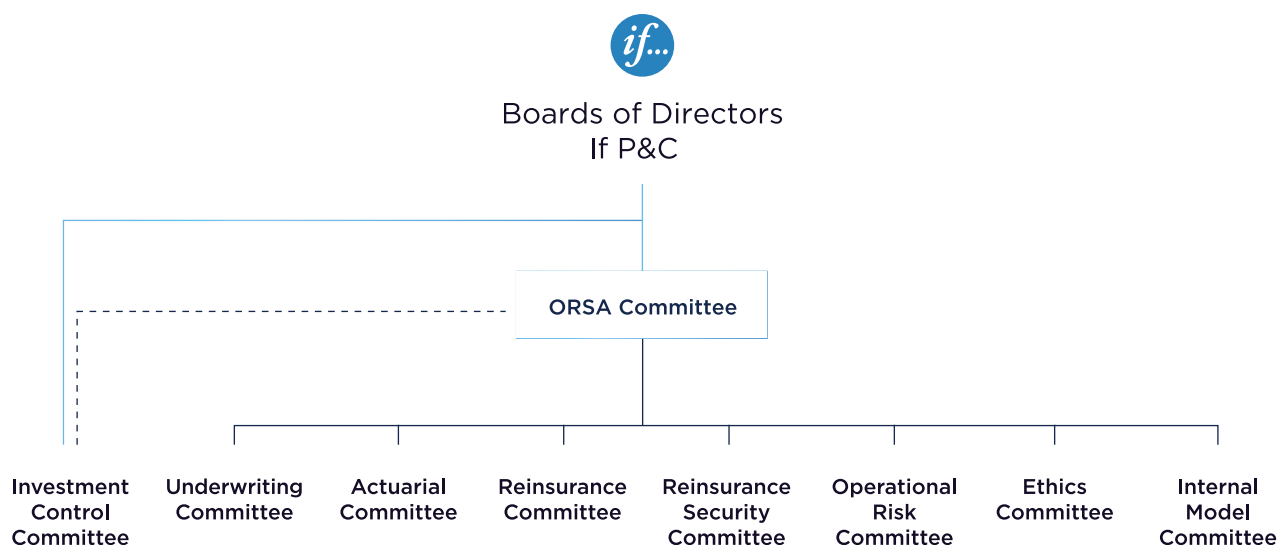 if...
Boards of Directors
If P&C
ORSA Committee
Investment
Control
Committee
Underwriting
Committee
Actuarial
Committee
Reinsurance
Committee
Reinsurance
Security
Committee
Operational
Risk
Committee
Ethics
Committee
Internal
Model
Committee